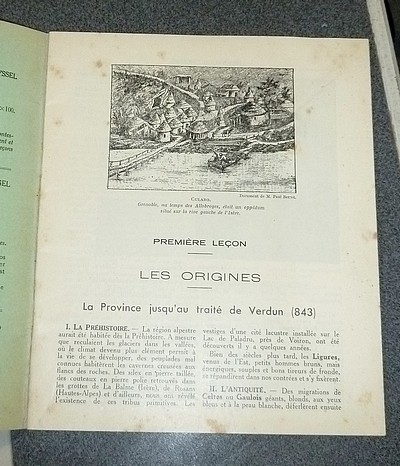 YSSEL
100.
SEL
CULARO.
Document de M. Paul
Grenoble, au temps des Allobroges, était un oppidum
situé sur la rive gauche de l'Isère.
PREMIÈRE LEÇON
LES ORIGINES
La Province jusqu'au traité de Verdun (843)
I. LA PRÉHISTOIRE. — La région alpestre
aurait été habitée dès la Préhistoire. A mesure
que reculaient les glaciers dans les vallées,
où le climat devenu plus clément permit à
la vie de se développer, des peuplades mal
connues habitèrent les cavernes creusées aux
flancs des roches. Des silex en pierre taillée,
des couteaux en pierre polie retrouvés dans
les grottes de La Balme (Isère), de
(Hautes-Alpes) et d'ailleurs, nous ont révélé
l'existence de ces tribus primitives. Les
vestiges d'une cité lacustre installée sur le
Lac de Paladru, près de Voiron, ont été
découverts il y a quelques années.
Bien des siècles plus tard, les Ligures,
venus de l'Est, petits hommes bruns, mais
énergiques, souples et bons tireurs de fronde,
se répandirent dans nos contrées et s'y fixèrent.
II. L'ANTIQUITÉ. — Des migrations de
Celtes ou Gaulois géants, blonds, aux yeux
bleus et à la peau blanche, déferlèrent ensuite